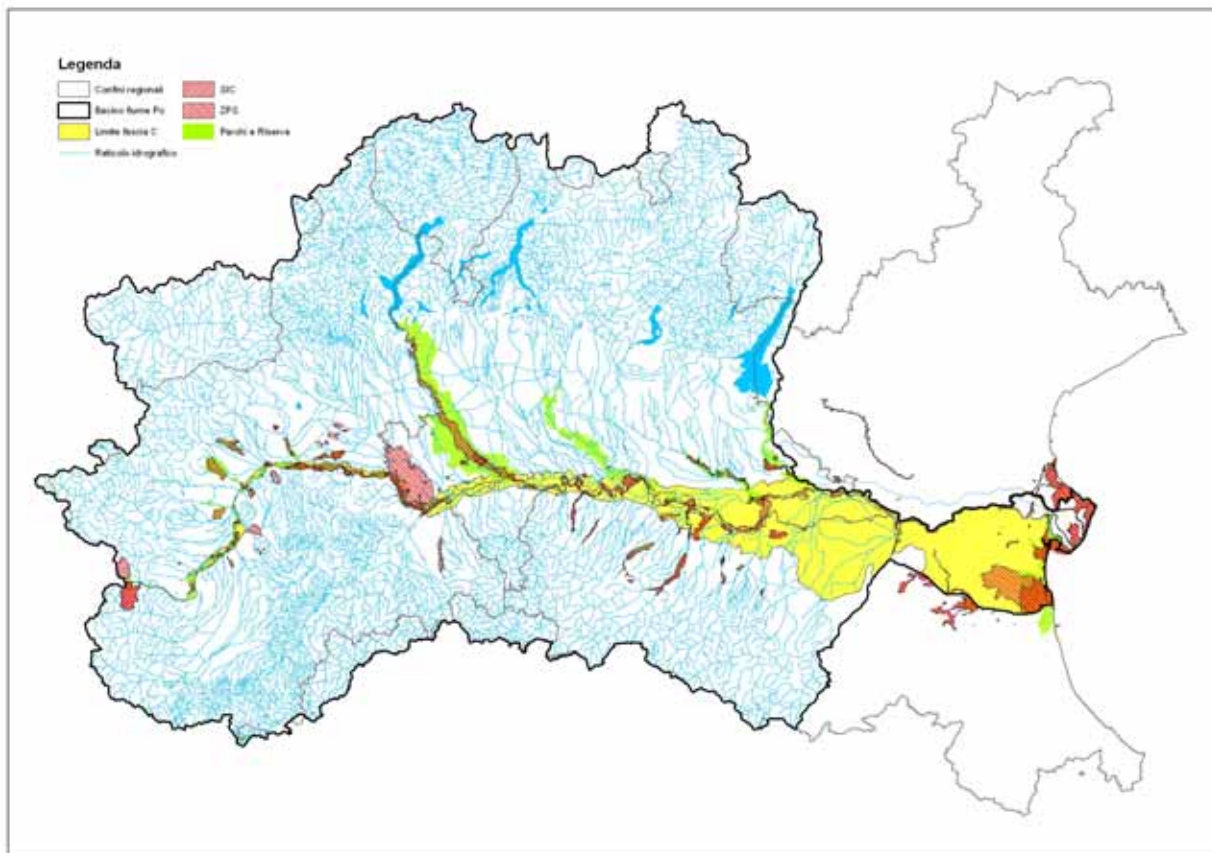 Legenda
Confini regionali
Bacino fiume Po
Limite fascia C
Reticolo idrografico
SIC
ZPS
Parchi e Riserve